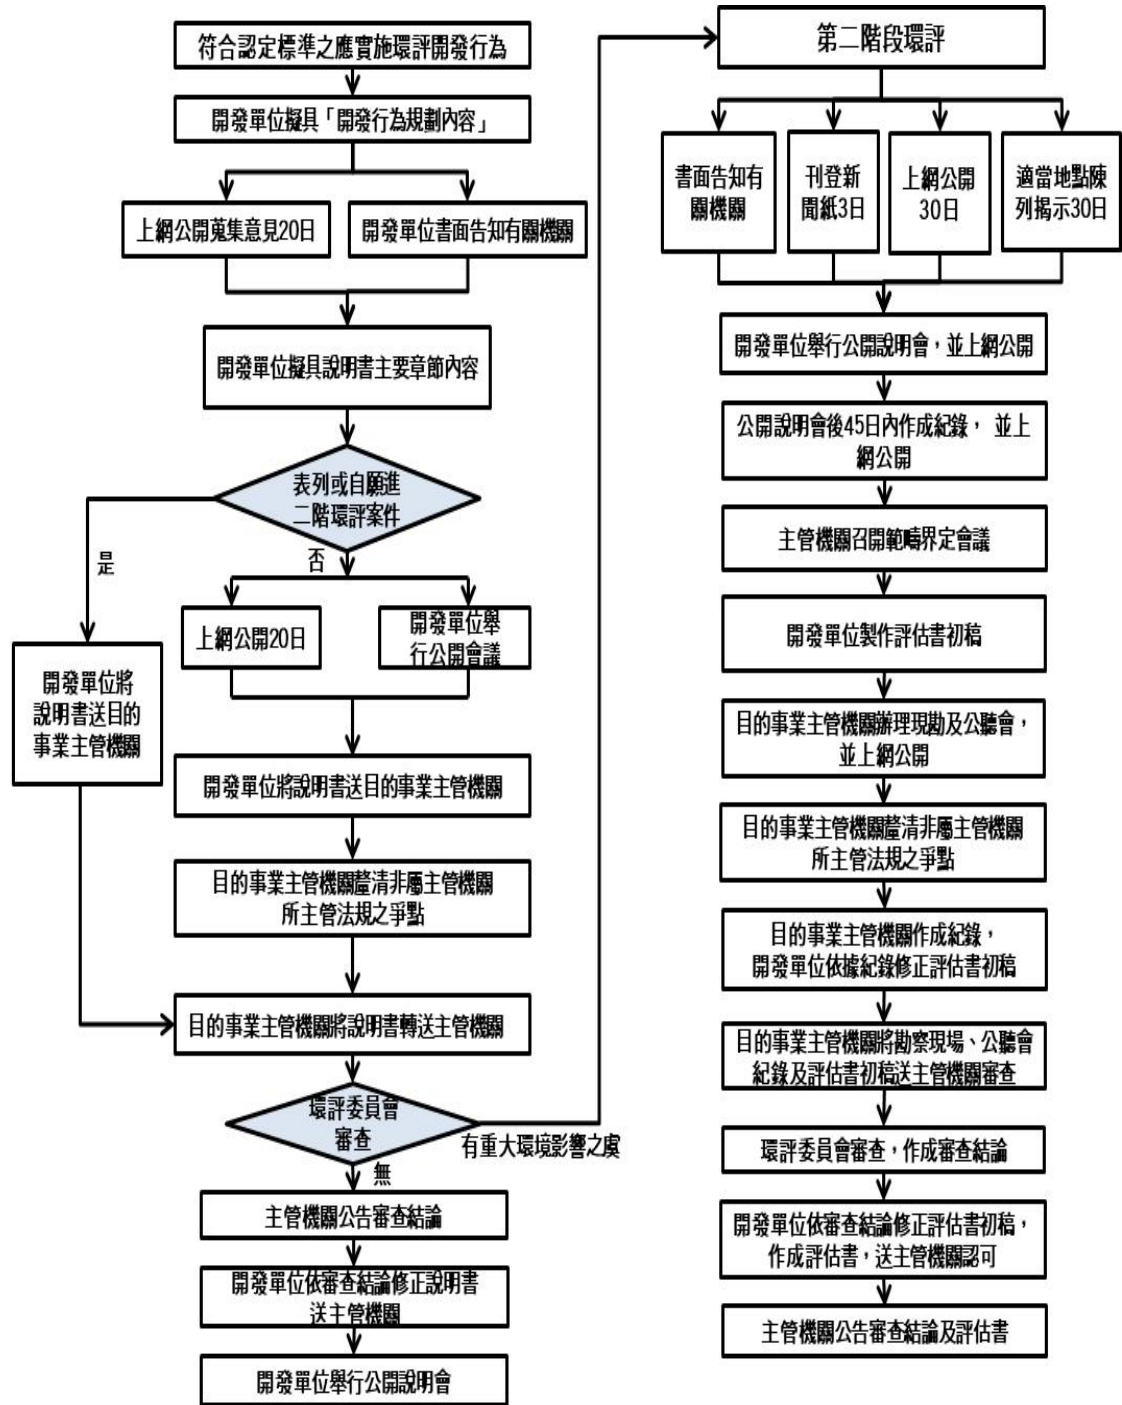 符合認定標準之應實施環評開發行為
開發單位擬具「開發行為規劃內容」
上網公開蒐集意見20日
開發單位書面告知有關機關
開發單位擬具說明書主要章節內容
表列或自願進
二階環評案件
是
否
上網公開20日
開發單位舉
行公開會議
開發單位將
說明書送目的
事業主管機關
開發單位將說明書送目的事業主管機關
目的事業主管機關釐清非屬主管機關
所主管法規之爭點
目的事業主管機關將說明書轉送主管機關
環評委員會
審查
有重大環境影響之虞
無
主管機關公告審查結論
開發單位依審查結論修正說明書
送主管機關
開發單位舉行公開說明會
第二階段環評
書面告知有
關機關
刊登新
聞紙3日
上網公開
30日
適當地點陳
列揭示30日
開發單位舉行公開說明會，並上網公開
公開說明會後45日內作成紀錄， 並上
網公開
主管機關召開範疇界定會議
開發單位製作評估書初稿
目的事業主管機關辦理現勘及公聽會，
並上網公開
目的事業主管機關釐清非屬主管機關
所主管法規之爭點
目的事業主管機關作成紀錄，
開發單位依據紀錄修正評估書初稿
目的事業主管機關將勘察現場、公聽會
紀錄及評估書初稿送主管機關審查
環評委員會審查，作成審查結論
開發單位依審查結論修正評估書初稿，
作成評估書，送主管機關認可
主管機關公告審查結論及評估書